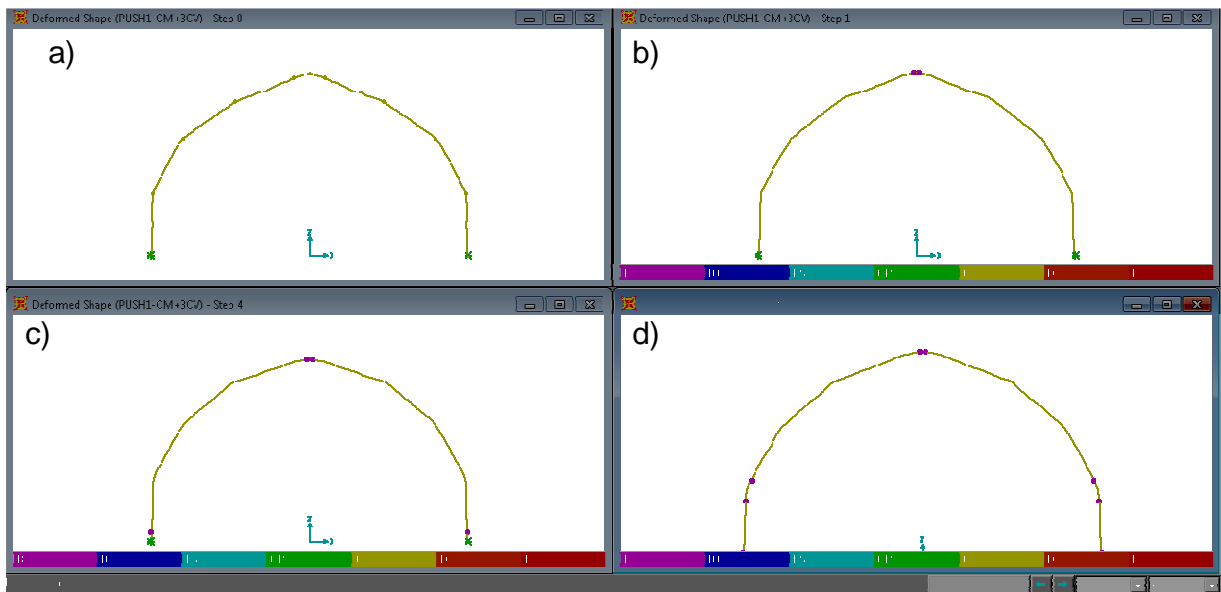 Deformed Shape (PUSH1-CM+3CV) - Step 0
a)
Z
Deformed Shape (PUSH1-CM+3CV) - Step 1
b)
Z
Deformed Shape (PUSH1-CM+3CV) - Step 4
c)
Z
d)
Z